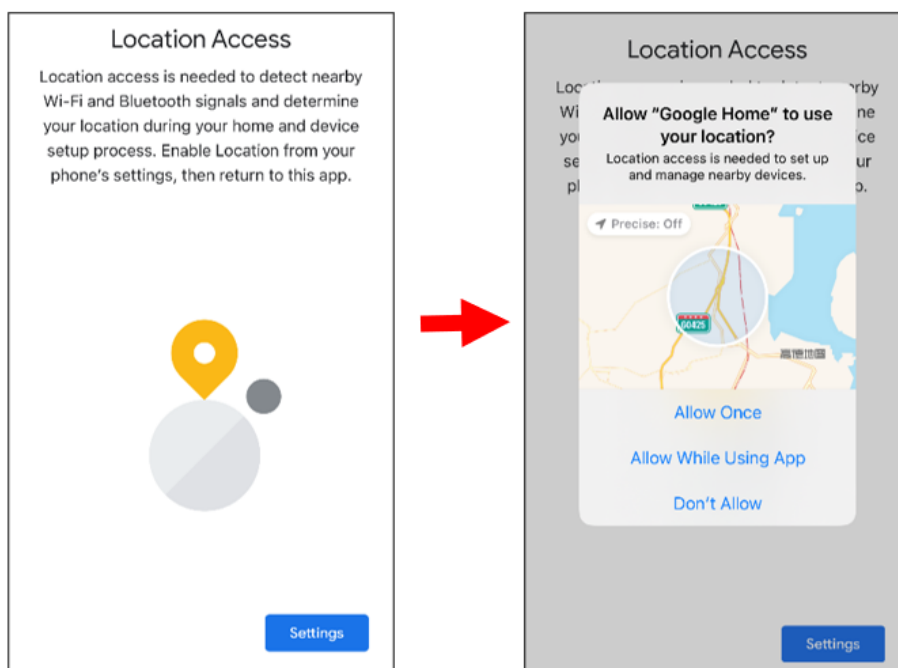 Location Access
Location access is needed to detect nearby
Wi-Fi and Bluetooth signals and determine
your location during your home and device
setup process. Enable Location from your
phone's settings, then return to this app.
Settings
Location Access
Allow “Google Home” to use
your location?
Location access is needed to set up
and manage nearby devices.
Precise: Off
G0425
高德地图
Allow Once
Allow While Using App
Don't Allow
Settings